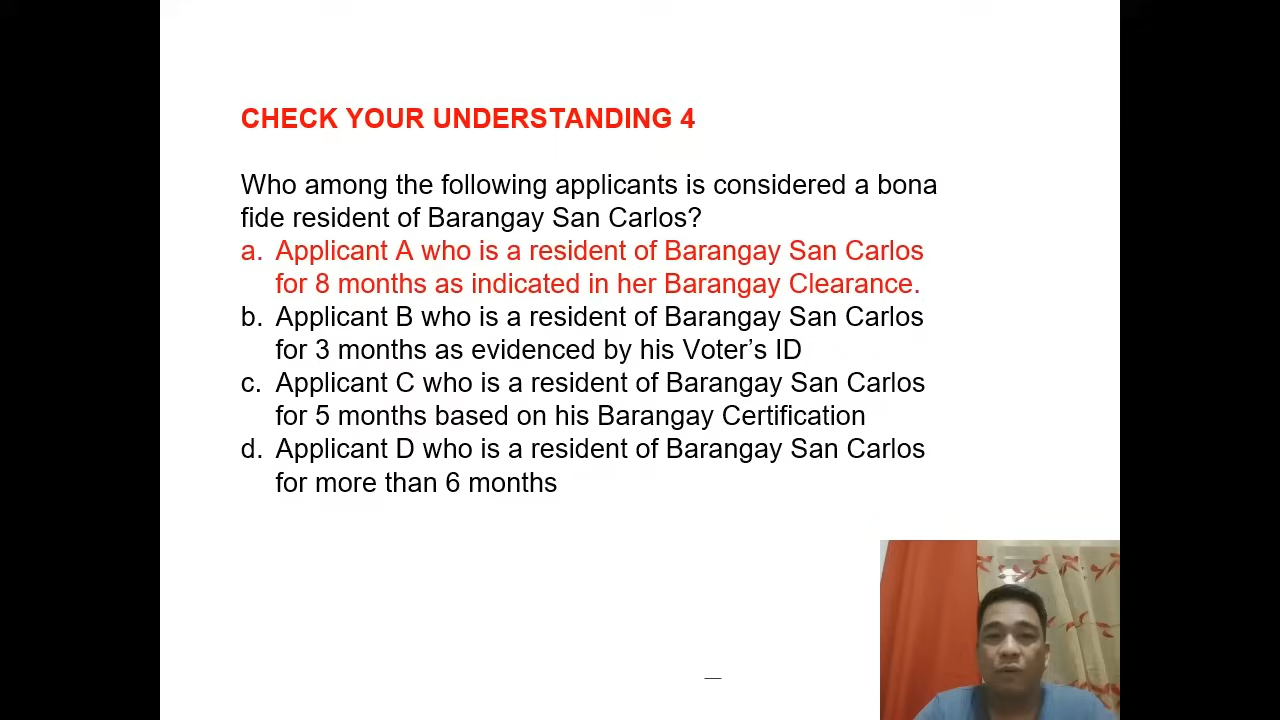 CHECK YOUR UNDERSTANDING 4
Who among the following applicants is considered a bona
fide resident of Barangay San Carlos?
a. Applicant A who is a resident of Barangay San Carlos
for 8 months as indicated in her Barangay Clearance.
b. Applicant B who is a resident of Barangay San Carlos
for 3 months as evidenced by his Voter’s ID
c. Applicant C who is a resident of Barangay San Carlos
for 5 months based on his Barangay Certification
d. Applicant D who is a resident of Barangay San Carlos
for more than 6 months